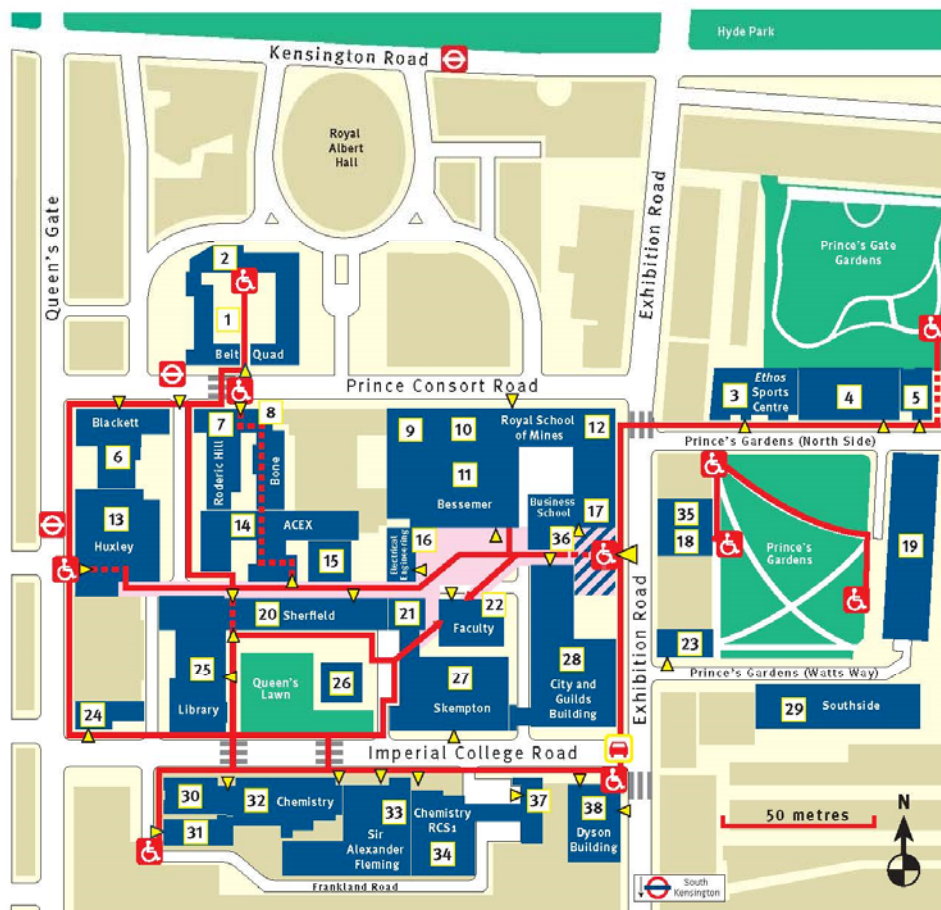 Hyde Park
Kensington Road
Royal
Albert
Hall
Queen's Gate
Exhibition Road
Prince's Gate
Gardens
2
1
Beit Quad
Prince Consort Road
3
Ethos
Sports
Centre
4
5
Prince's Gardens (North Side)
Blackett
6
7
8
Roderic Hill
Bone
9
10
Royal School
of Mines
12
11
Bessemer
Business
School
17
13
Huxley
14
ACEX
15
16
Electrical
Engineering
36
35
18
Prince's
Gardens
19
20
Sherfield
21
22
Faculty
23
Prince's Gardens (Watts Way)
25
Library
Queen's
Lawn
26
27
Skempton
28
City and
Guilds
Building
Exhibition Road
29
Southside
24
Imperial College Road
30
31
32
Chemistry
33
Sir
Alexander
Fleming
Chemistry
RCS1
34
37
38
Dyson
Building
Frankland Road
50 metres
N
South
Kensington